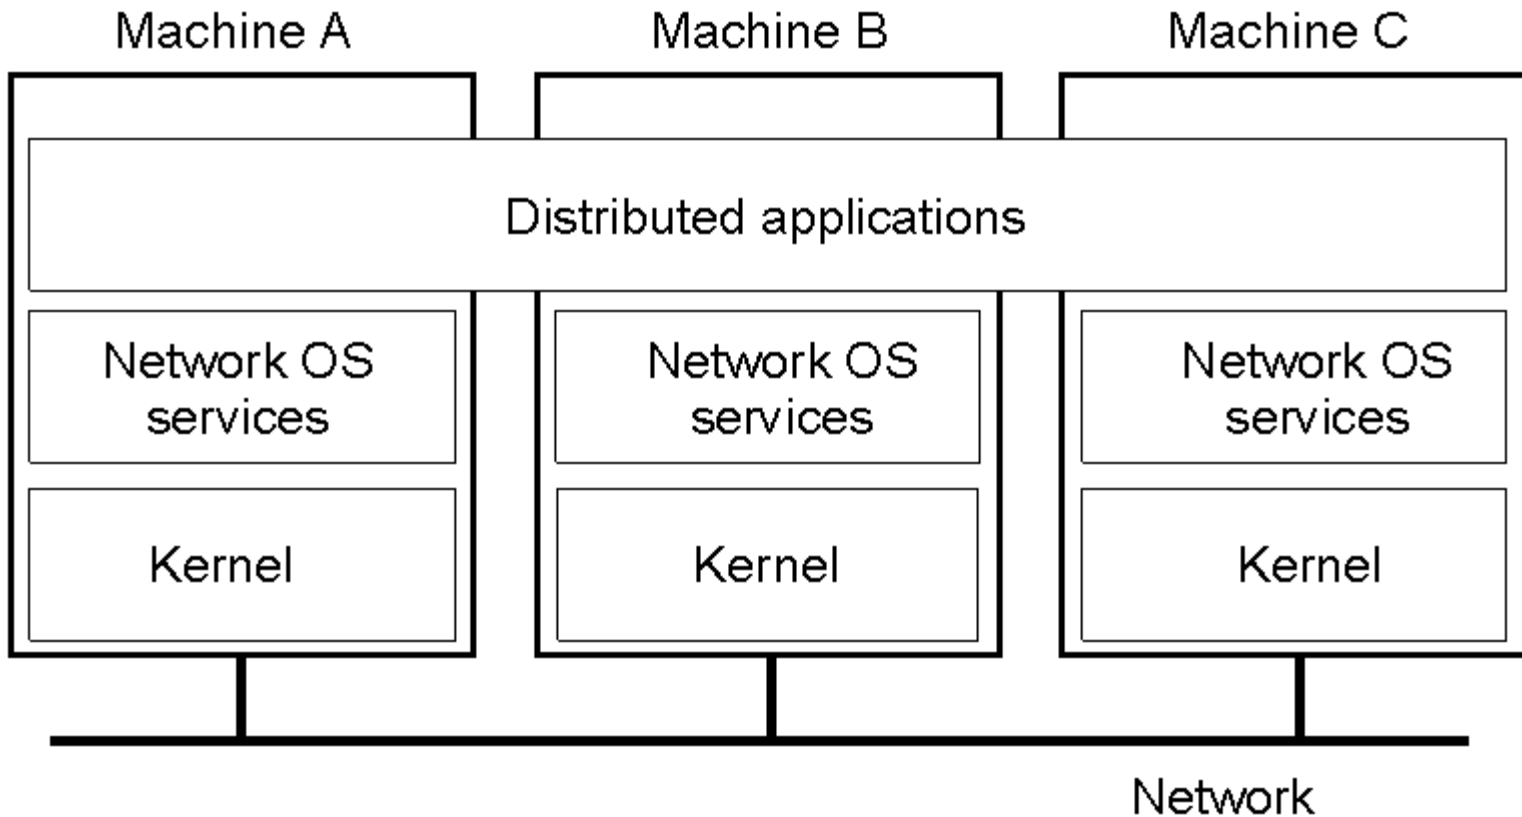 Machine A
Machine B
Machine C
Distributed applications
Network OS
services
Network OS
services
Network OS
services
Kernel
Kernel
Kernel
Network